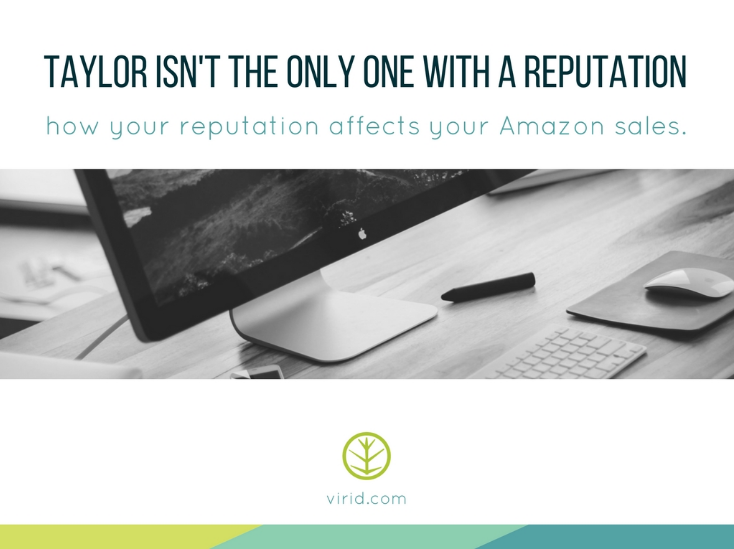 TAYLOR ISN'T THE ONLY ONE WITH A REPUTATION
how your reputation affects your Amazon sales.
virid.com